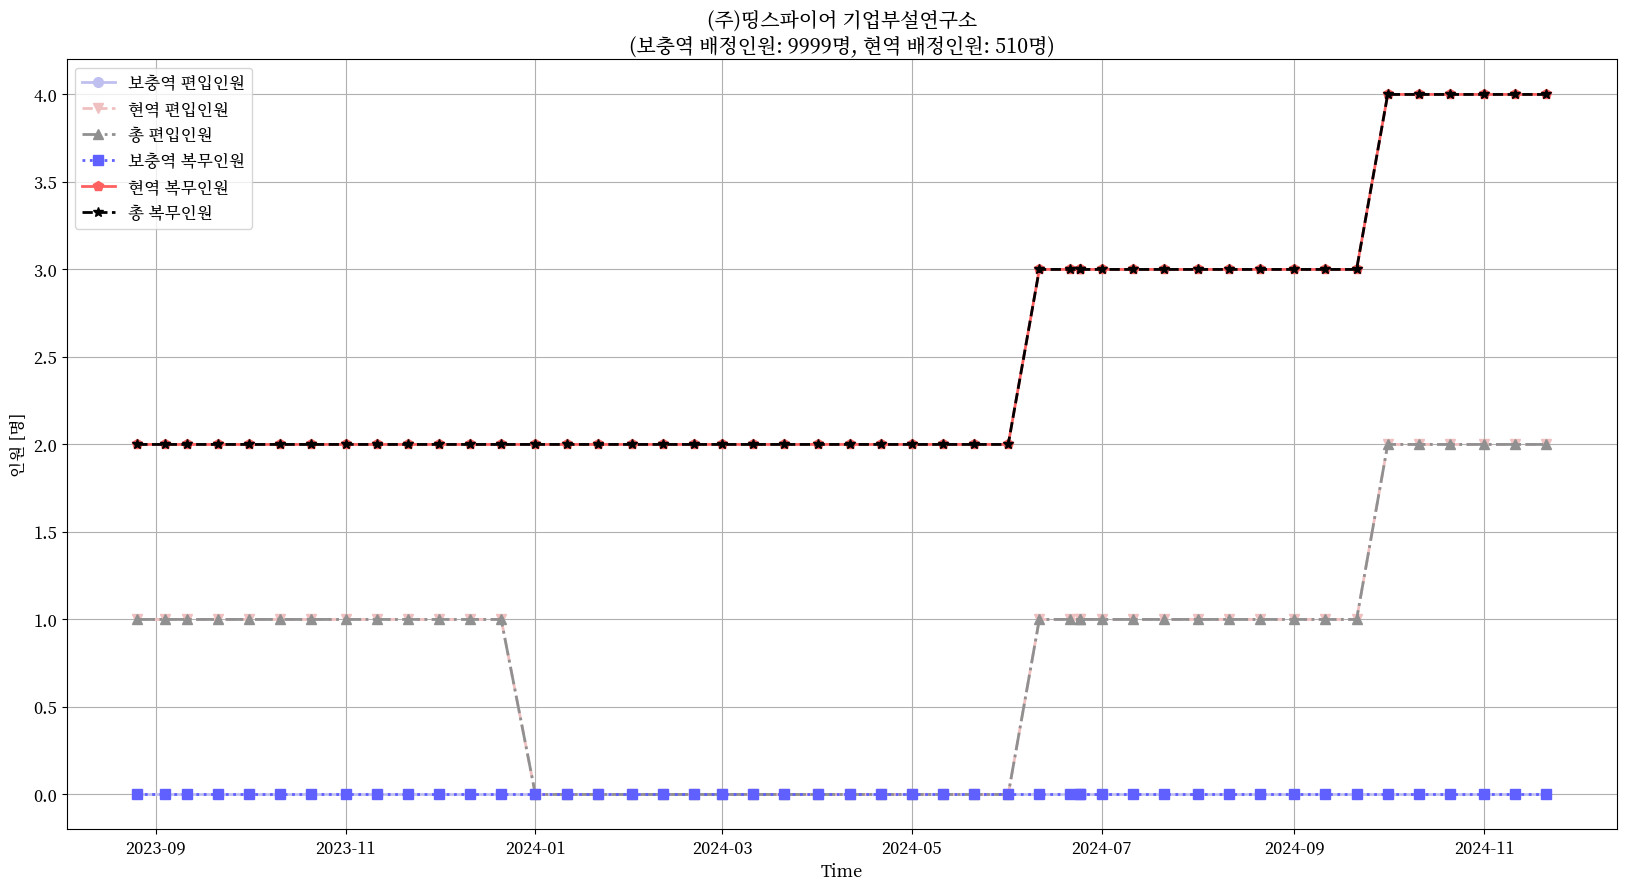 (주)띵스파이어 기업부설연구소
(보충역 배정인원: 9999명, 현역 배정인원: 510명)
보충역 편입인원
현역 편입인원
총 편입인원
보충역 복무인원
현역 복무인원
총 복무인원
4.0
3.5
3.0
2.5
2.0
1.5
1.0
0.5
0.0
인원 [명]
2023-09 2023-11 2024-01 2024-03 2024-05 2024-07 2024-09 2024-11
Time